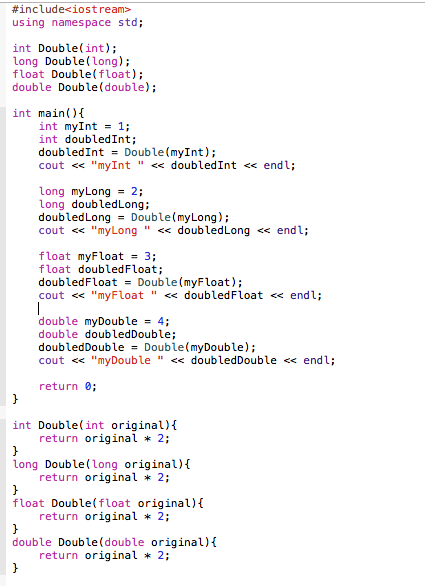 #include<iostream>
using namespace std;

int Double(int);
long Double(long);
float Double(float);
double Double(double);

int main(){
    int myInt = 1;
    int doubledInt;
    doubledInt = Double(myInt);
    cout << "myInt " << doubledInt << endl;

    long myLong = 2;
    long doubledLong;
    doubledLong = Double(myLong);
    cout << "myLong " << doubledLong << endl;

    float myFloat = 3;
    float doubledFloat;
    doubledFloat = Double(myFloat);
    cout << "myFloat " << doubledFloat << endl;

    double myDouble = 4;
    double doubledDouble;
    doubledDouble = Double(myDouble);
    cout << "myDouble " << doubledDouble << endl;

    return 0;
}

int Double(int original){
    return original * 2;
}
long Double(long original){
    return original * 2;
}
float Double(float original){
    return original * 2;
}
double Double(double original){
    return original * 2;
}